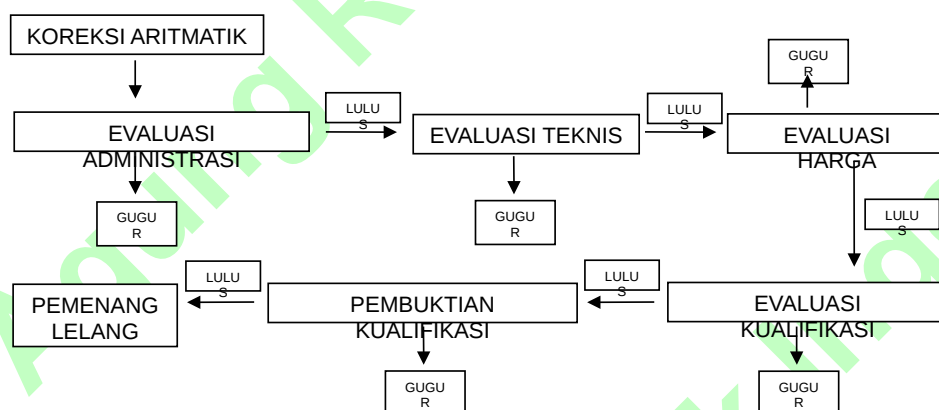 KOREKSI ARITMATIK
GUGU
R
LULU
S
LULU
S
EVALUASI
ADMINISTRASI
EVALUASI TEKNIS
EVALUASI
HARGA
GUGU
R
GUGU
R
LULU
S
LULU
S
LULU
S
PEMENANG
LELANG
PEMBUKTIAN
KUALIFIKASI
EVALUASI
KUALIFIKASI
GUGU
R
GUGU
R
Agung R